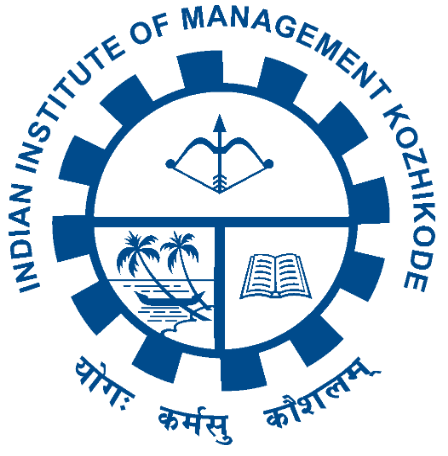 INDIAN INSTITUTE OF MANAGEMENT KOZHIKODE
योगः कर्मसु कौशलम्